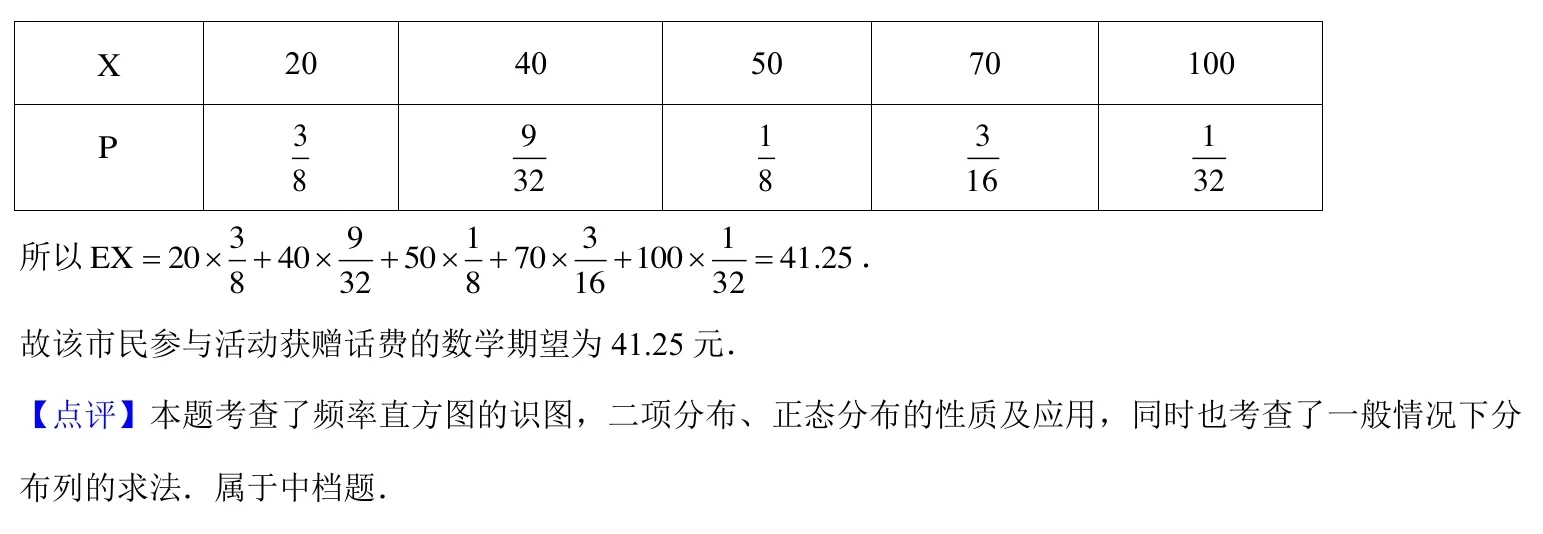 X 20 40 50 70 100
P 3/8 9/32 1/8 3/16 1/32
所以 EX = 20 × 3/8 + 40 × 9/32 + 50 × 1/8 + 70 × 3/16 + 100 × 1/32 = 41.25．
故该市民参与活动获赠话费的数学期望为 41.25 元．
【点评】本题考查了频率直方图的识图，二项分布、正态分布的性质及应用，同时也考查了一般情况下分
布列的求法．属于中档题．